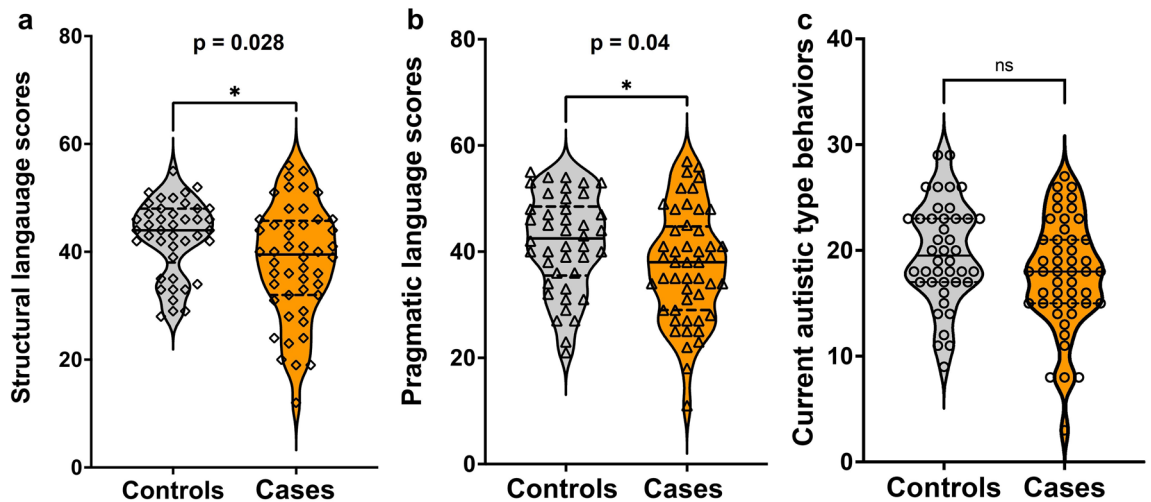 a
Structural langauage scores
80
60
40
20
0
p = 0.028
*
Controls
Cases
b
Pragmatic language scores
80
60
40
20
0
p = 0.04
*
Controls
Cases
c
Current autistic type behaviors
40
30
20
10
0
ns
Controls
Cases